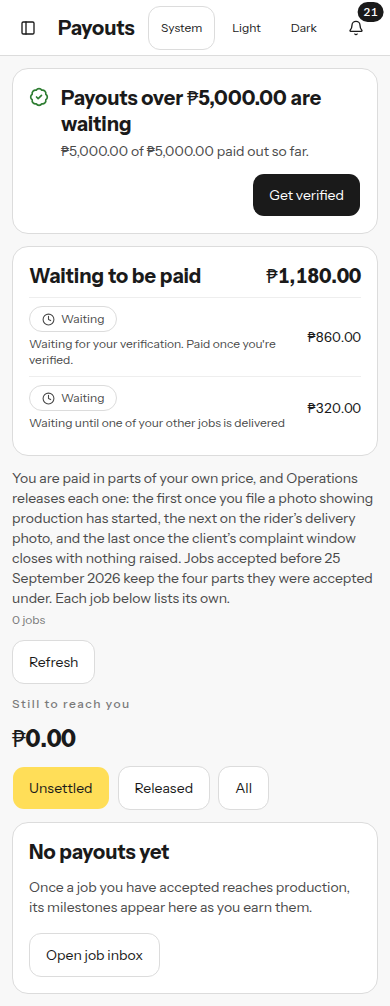 Payouts
System
Light
Dark
21
Payouts over ₱5,000.00 are
waiting
₱5,000.00 of ₱5,000.00 paid out so far.
Get verified
Waiting to be paid
₱1,180.00
Waiting
Waiting for your verification. Paid once you're
verified.
₱860.00
Waiting
Waiting until one of your other jobs is delivered
₱320.00
You are paid in parts of your own price, and Operations
releases each one: the first once you file a photo showing
production has started, the next on the rider’s delivery
photo, and the last once the client’s complaint window
closes with nothing raised. Jobs accepted before 25
September 2026 keep the four parts they were accepted
under. Each job below lists its own.
0 jobs
Refresh
Still to reach you
₱0.00
Unsettled
Released
All
No payouts yet
Once a job you have accepted reaches production,
its milestones appear here as you earn them.
Open job inbox